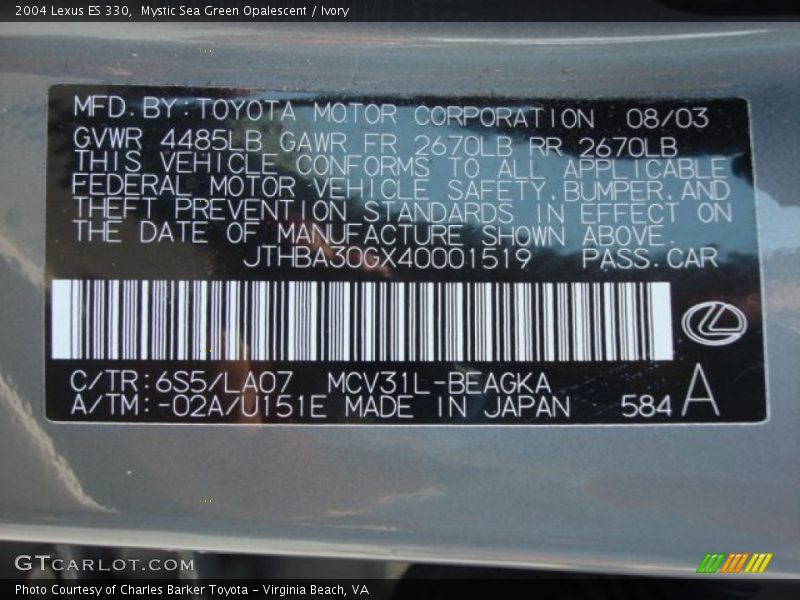 2004 Lexus ES 330, Mystic Sea Green Opalescent / Ivory
MFD. BY. TOYOTA MOTOR CORPORATION 08/03
GVWR 4485LB GAWR FR 2670LB RR 2670LB
THIS VEHICLE CONFORMS TO ALL APPLICABLE
FEDERAL MOTOR VEHICLE SAFETY, BUMPER, AND
THEFT PREVENTION STANDARDS IN EFFECT ON
THE DATE OF MANUFACTURE SHOWN ABOVE.
JTHBA30GX40001519 PASS. CAR
C/TR:6S5/LA07 MCV31L-BEAGKA
A/TM:-02A/U151E MADE IN JAPAN 584 A
GTCARLOT.COM
Photo Courtesy of Charles Barker Toyota - Virginia Beach, VA